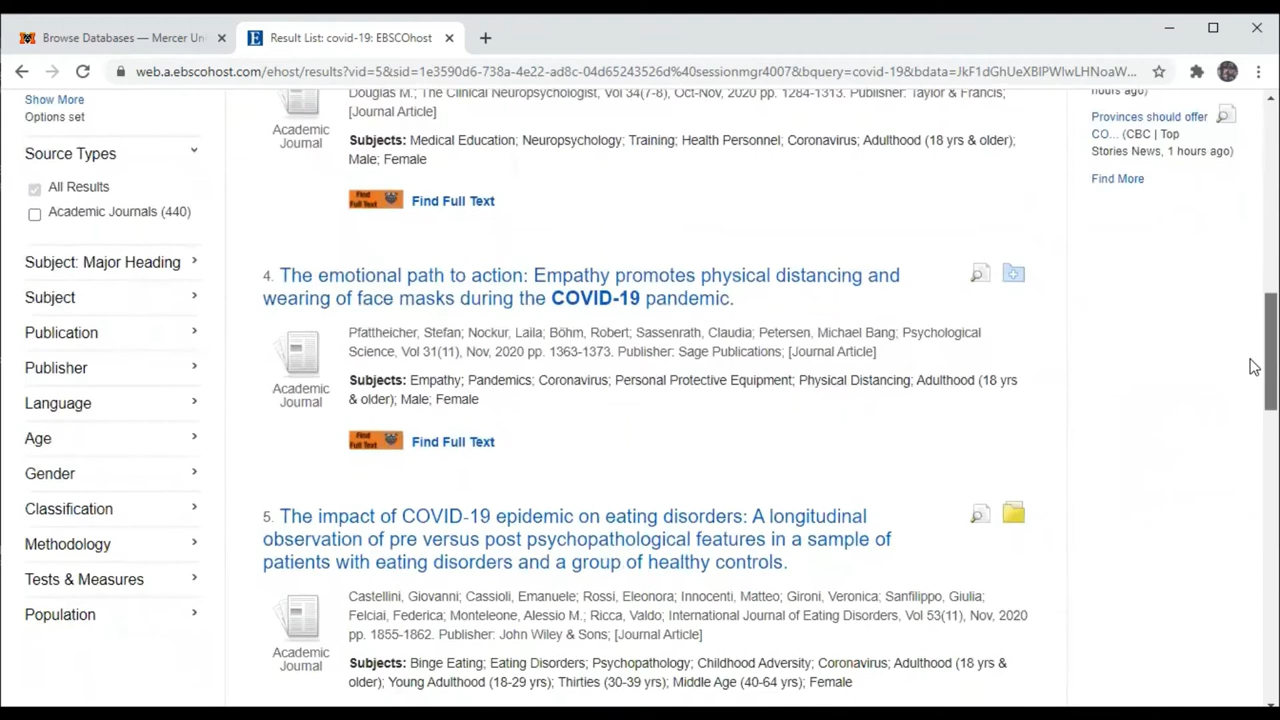 Browse Databases — Mercer Un
Result List: covid-19: EBSCOhost
web.a.ebscohost.com/ehost/results?vid=5&sid=1e3590d6-738a-4e22-ad8c-04d65243526d%40sessionmgr4007&bquery=covid-19&bdata=JkF1dGhUeXBlPWlwLHNoaW...
Show More
Options set
Source Types
All Results
Academic Journals (440)
Subject: Major Heading
Subject
Publication
Publisher
Language
Age
Gender
Classification
Methodology
Tests & Measures
Population
Douglas M.; The Clinical Neuropsychologist, Vol 34(7-8), Oct-Nov, 2020 pp. 1284-1313. Publisher: Taylor & Francis;
[Journal Article]
Academic
Journal
Subjects: Medical Education; Neuropsychology; Training; Health Personnel; Coronavirus; Adulthood (18 yrs & older);
Male; Female
Find
Full Text
Find Full Text
4. The emotional path to action: Empathy promotes physical distancing and
wearing of face masks during the COVID-19 pandemic.
Pfattheicher, Stefan; Nockur, Laila; Böhm, Robert; Sassenrath, Claudia; Petersen, Michael Bang; Psychological
Science, Vol 31(11), Nov, 2020 pp. 1363-1373. Publisher: Sage Publications; [Journal Article]
Academic
Journal
Subjects: Empathy; Pandemics; Coronavirus; Personal Protective Equipment; Physical Distancing; Adulthood (18 yrs
& older); Male; Female
Find
Full Text
Find Full Text
5. The impact of COVID-19 epidemic on eating disorders: A longitudinal
observation of pre versus post psychopathological features in a sample of
patients with eating disorders and a group of healthy controls.
Castellini, Giovanni; Cassioli, Emanuele; Rossi, Eleonora; Innocenti, Matteo; Gironi, Veronica; Sanfilippo, Giulia;
Felciai, Federica; Monteleone, Alessio M.; Ricca, Valdo; International Journal of Eating Disorders, Vol 53(11), Nov, 2020
pp. 1855-1862. Publisher: John Wiley & Sons; [Journal Article]
Academic
Journal
Subjects: Binge Eating; Eating Disorders; Psychopathology; Childhood Adversity; Coronavirus; Adulthood (18 yrs &
older); Young Adulthood (18-29 yrs); Thirties (30-39 yrs); Middle Age (40-64 yrs); Female
hours ago)
Provinces should offer
CO... (CBC | Top
Stories News, 1 hours ago)
Find More